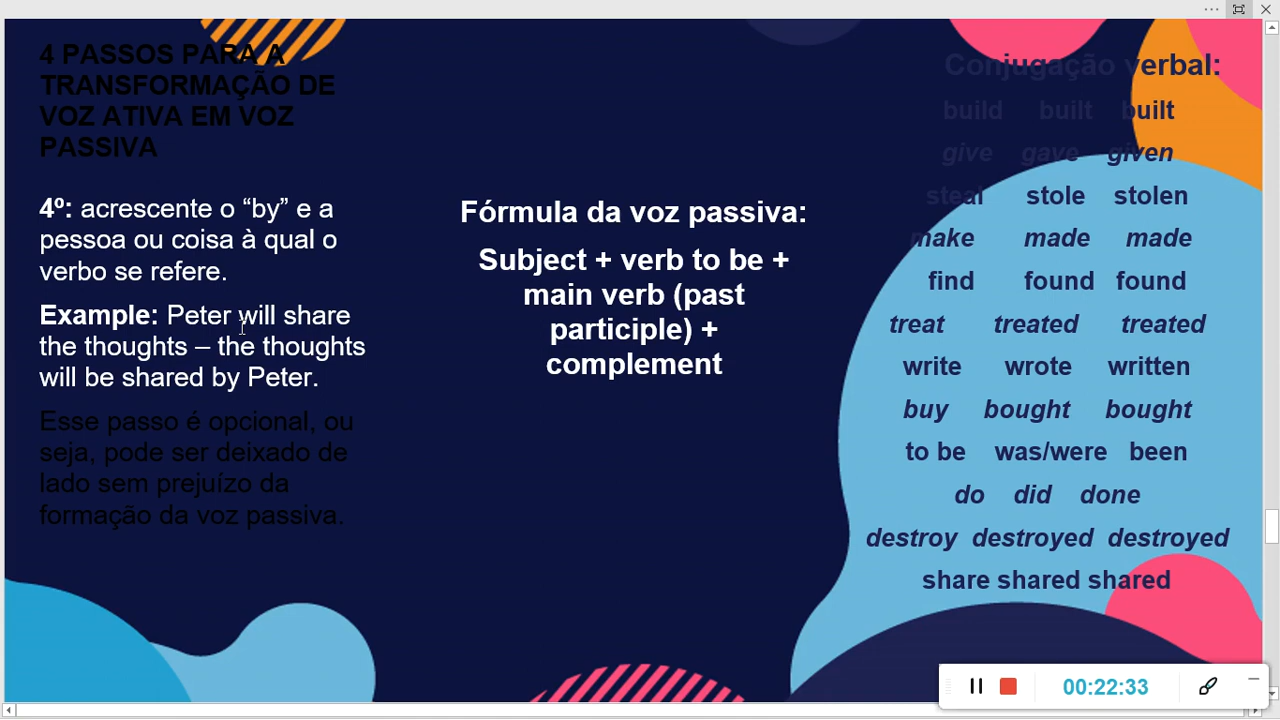 4 PASSOS PARA A
TRANSFORMAÇÃO DE
VOZ ATIVA EM VOZ
PASSIVA
4º: acrescente o “by” e a
pessoa ou coisa à qual o
verbo se refere.
Example: Peter will share
the thoughts – the thoughts
will be shared by Peter.
Esse passo é opcional, ou
seja, pode ser deixado de
lado sem prejuízo da
formação da voz passiva.
Fórmula da voz passiva:
Subject + verb to be +
main verb (past
participle) +
complement
Conjugação verbal:
build built built
give gave given
steal stole stolen
make made made
find found found
treat treated treated
write wrote written
buy bought bought
to be was/were been
do did done
destroy destroyed destroyed
share shared shared
00:22:33